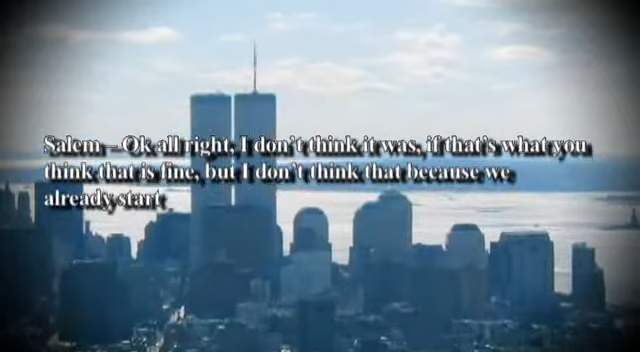 Salem – Ok all right, I don't think it was, if that's what you
think that is fine, but I don't think that because we
already start